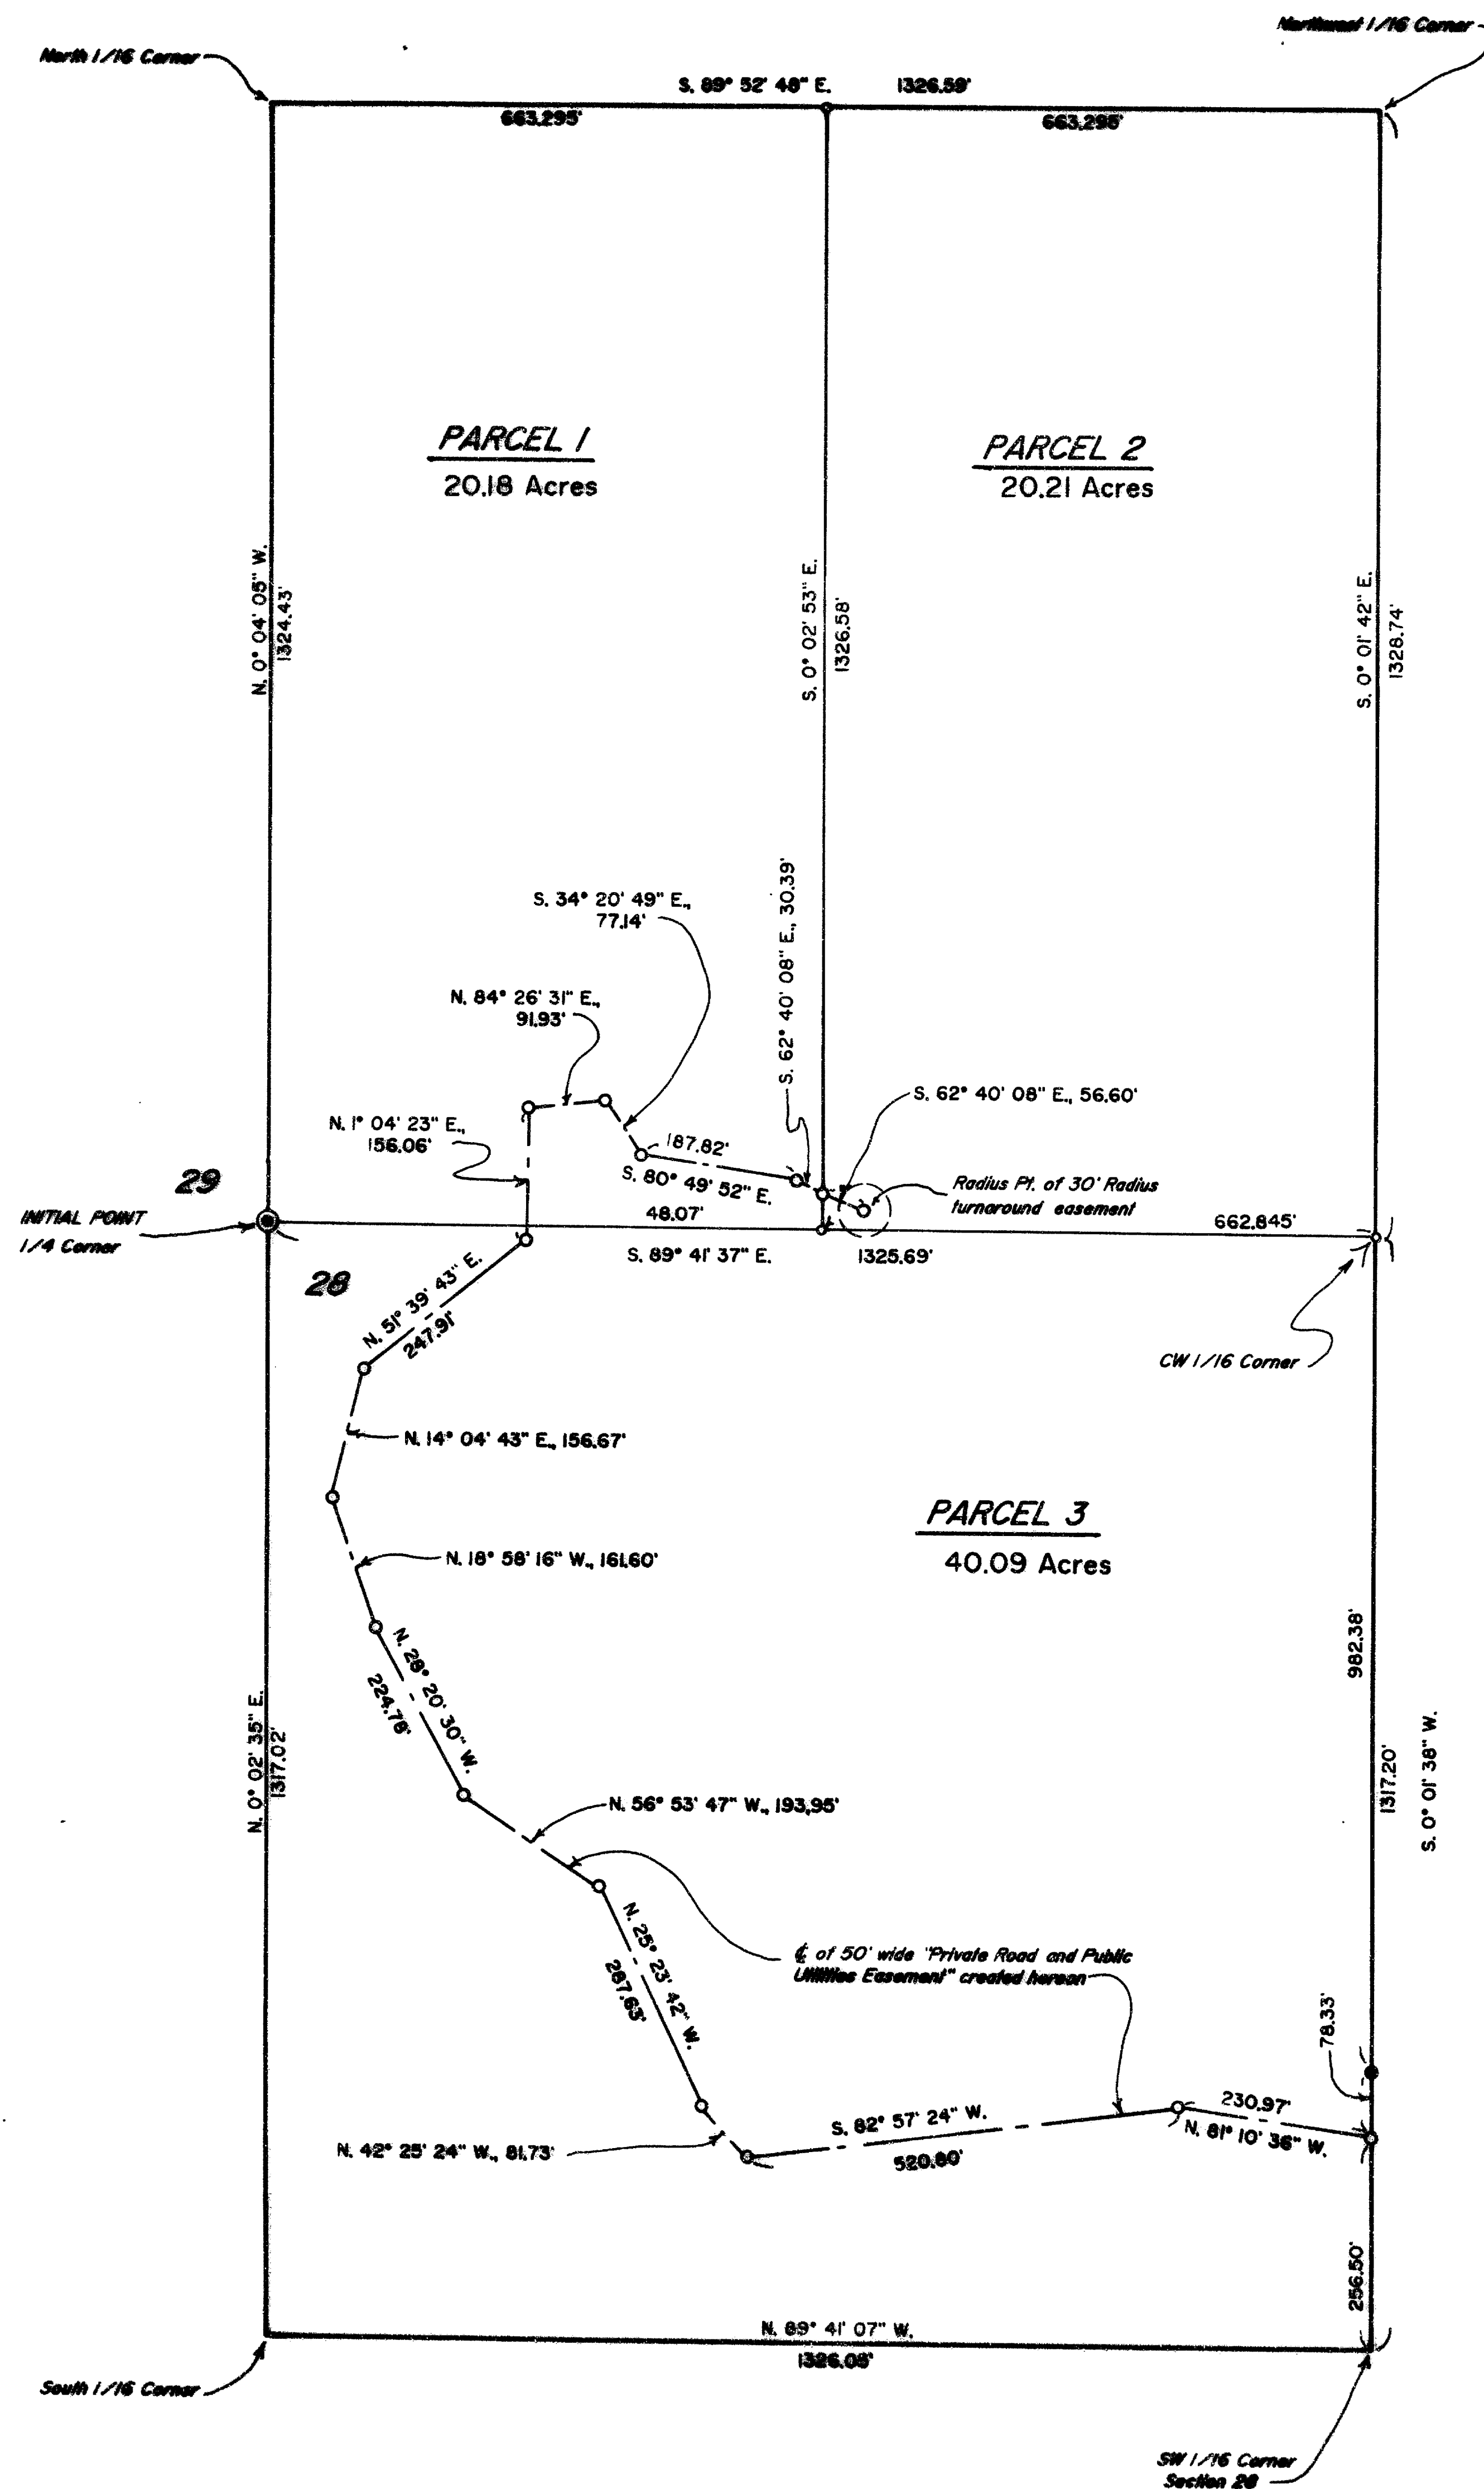 Northwest 1/16 Corner
North 1/16 Corner
S. 89° 52' 48" E. 1326.59'
663.295'
663.295'
PARCEL 1
20.18 Acres
PARCEL 2
20.21 Acres
N. 0° 04' 05" W.
1324.43'
S. 0° 02' 53" E.
1326.58'
S. 0° 01' 42" E.
1328.74'
S. 34° 20' 49" E.,
77.14'
S. 62° 40' 08" E., 30.39'
N. 84° 26' 31" E.,
91.93'
S. 62° 40' 08" E., 56.60'
N. 1° 04' 23" E.,
156.06'
187.82'
S. 80° 49' 52" E.
Radius Pt. of 30' Radius
turnaround easement
29
INITIAL POINT
1/4 Corner
48.07'
662.845'
S. 89° 41' 37" E. 1325.69'
28
N. 51° 39' 43" E.
247.91'
CW 1/16 Corner
N. 14° 04' 43" E., 156.67'
PARCEL 3
40.09 Acres
N. 18° 58' 16" W., 161.60'
N. 28° 20' 30" W.
224.78'
982.38'
N. 0° 02' 35" E.
1317.02'
1317.20'
S. 0° 01' 38" W.
N. 56° 53' 47" W., 193.95'
N. 25° 23' 42" W.
287.63'
℄ of 50' wide "Private Road and Public
Utilities Easement" created hereon
78.33'
230.97'
N. 81° 10' 36" W.
S. 82° 57' 24" W.
520.80'
N. 42° 25' 24" W., 81.73'
256.50'
N. 89° 41' 07" W.
1326.05'
South 1/16 Corner
SW 1/16 Corner
Section 28